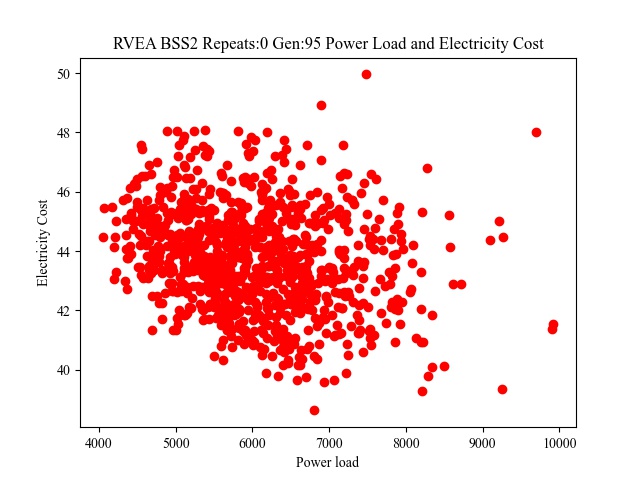 RVEA BSS2 Repeats:0 Gen:95 Power Load and Electricity Cost
50
48
46
44
42
40
Electricity Cost
4000 5000 6000 7000 8000 9000 10000
Power load